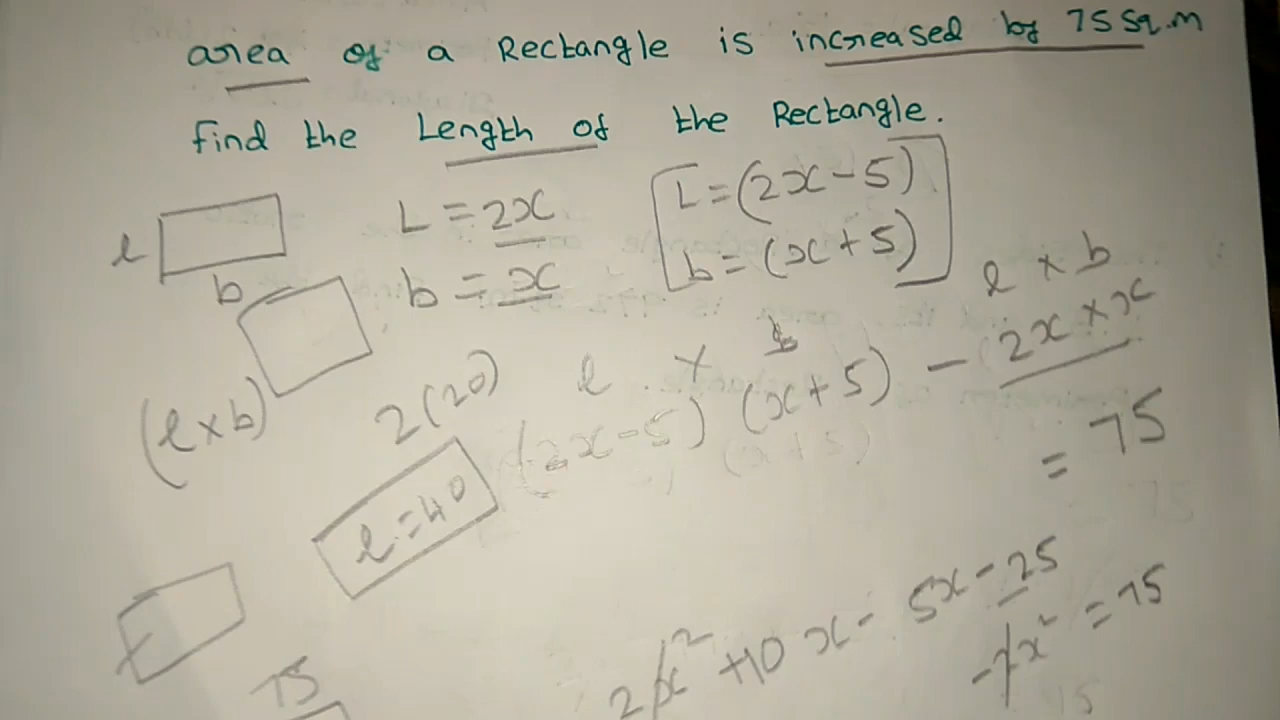 area of a Rectangle is increased by 75 Sq.m
find the Length of the Rectangle.
L = 2x
L = (2x - 5)
l
b
b = x
b = (x + 5)
l × b
(l×b)
2(20)
l × b
(2x-5) (x+5) - 2x × x
= 75
l = 40
2x² + 10x - 5x - 25
- 2x² = 75
75